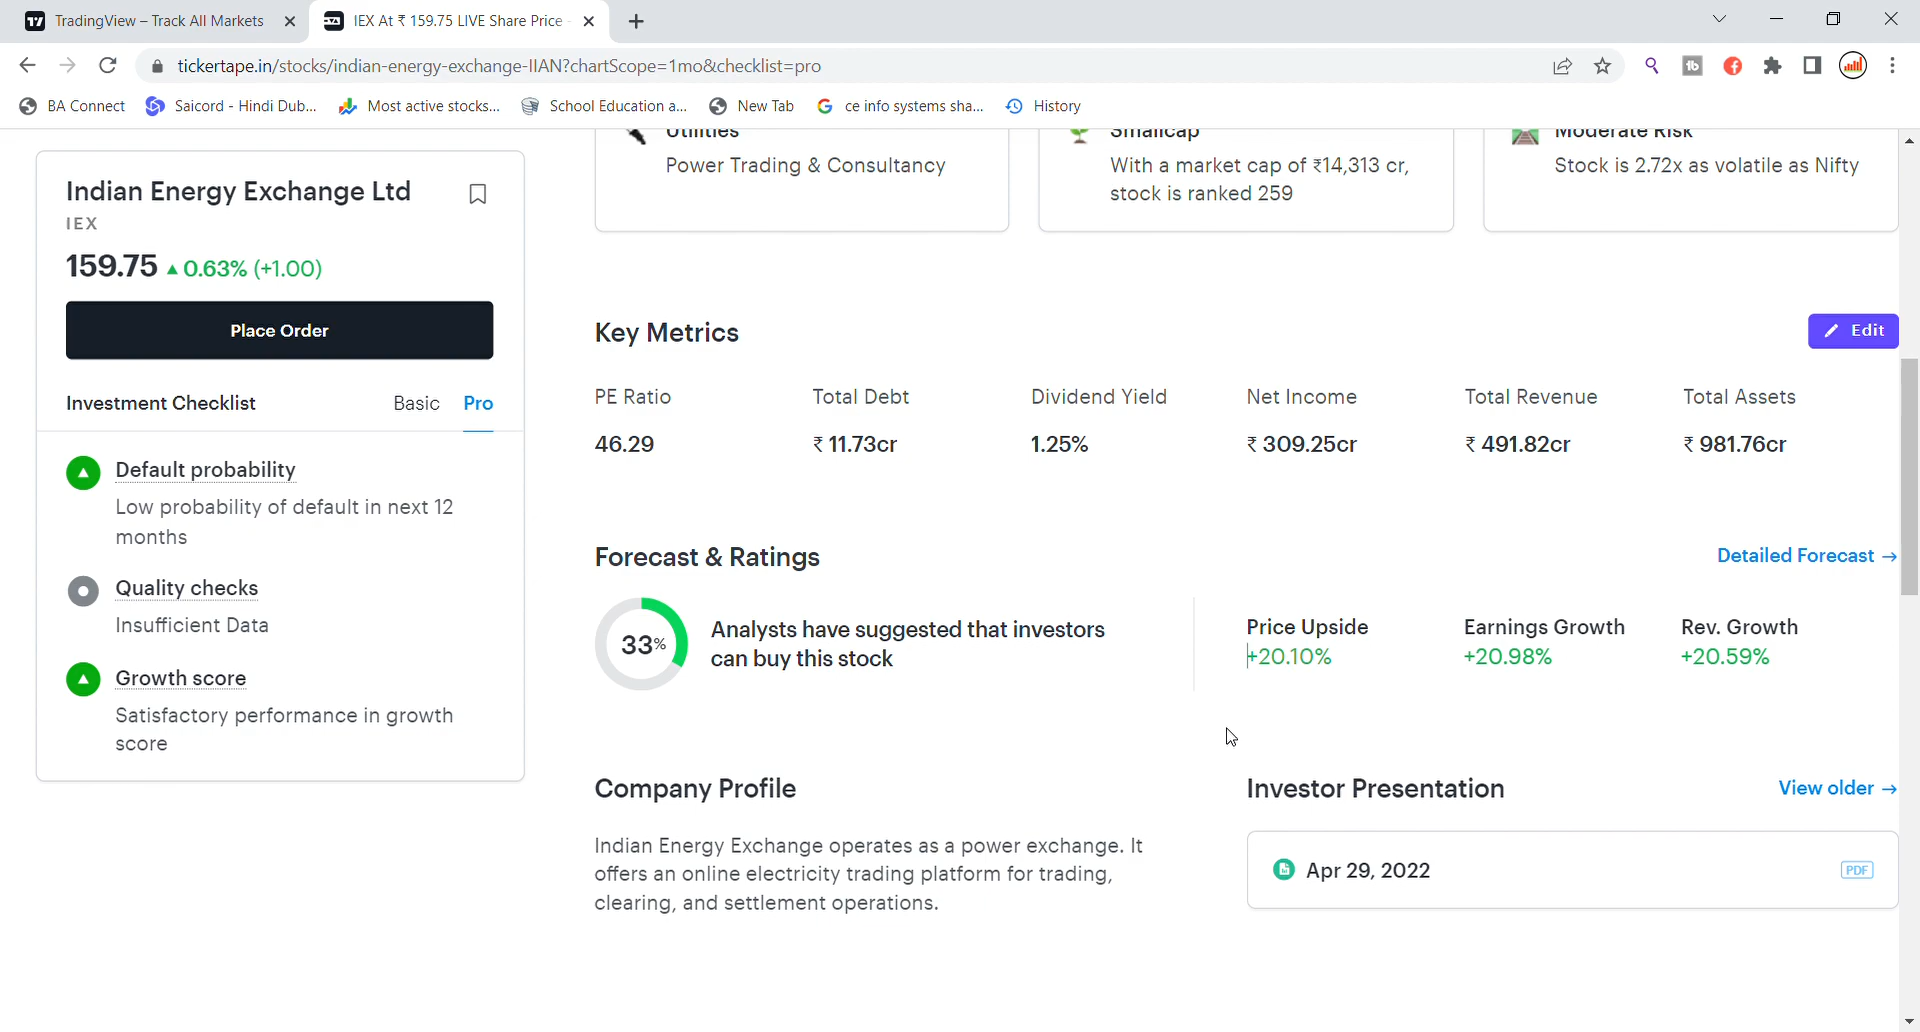 TradingView – Track All Markets
IEX At ₹ 159.75 LIVE Share Price
tickertape.in/stocks/indian-energy-exchange-IIAN?chartScope=1mo&checklist=pro
BA Connect
Saicord - Hindi Dub...
Most active stocks...
School Education a...
New Tab
ce info systems sha...
History
Indian Energy Exchange Ltd
IEX
159.75 ▲ 0.63% (+1.00)
Place Order
Investment Checklist
Basic
Pro
Default probability
Low probability of default in next 12
months
Quality checks
Insufficient Data
Growth score
Satisfactory performance in growth
score
Utilities
Power Trading & Consultancy
Smallcap
With a market cap of ₹14,313 cr,
stock is ranked 259
Moderate Risk
Stock is 2.72x as volatile as Nifty
Key Metrics
Edit
PE Ratio
46.29
Total Debt
₹ 11.73cr
Dividend Yield
1.25%
Net Income
₹ 309.25cr
Total Revenue
₹ 491.82cr
Total Assets
₹ 981.76cr
Forecast & Ratings
Detailed Forecast →
33%
Analysts have suggested that investors
can buy this stock
Price Upside
+20.10%
Earnings Growth
+20.98%
Rev. Growth
+20.59%
Company Profile
Indian Energy Exchange operates as a power exchange. It
offers an online electricity trading platform for trading,
clearing, and settlement operations.
Investor Presentation
View older →
Apr 29, 2022
PDF